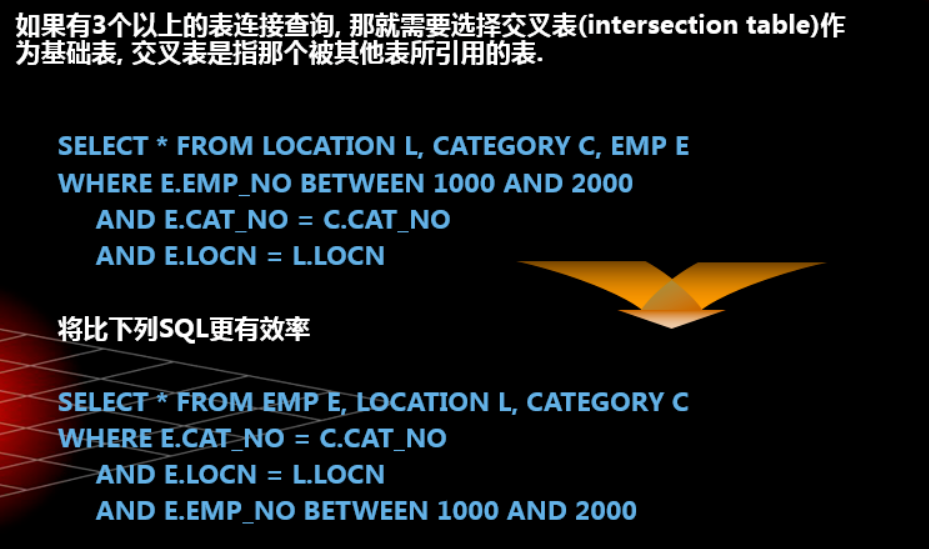 如果有3个以上的表连接查询, 那就需要选择交叉表(intersection table)作
为基础表, 交叉表是指那个被其他表所引用的表.
SELECT * FROM LOCATION L, CATEGORY C, EMP E
WHERE E.EMP_NO BETWEEN 1000 AND 2000
AND E.CAT_NO = C.CAT_NO
AND E.LOCN = L.LOCN
将比下列SQL更有效率
SELECT * FROM EMP E, LOCATION L, CATEGORY C
WHERE E.CAT_NO = C.CAT_NO
AND E.LOCN = L.LOCN
AND E.EMP_NO BETWEEN 1000 AND 2000